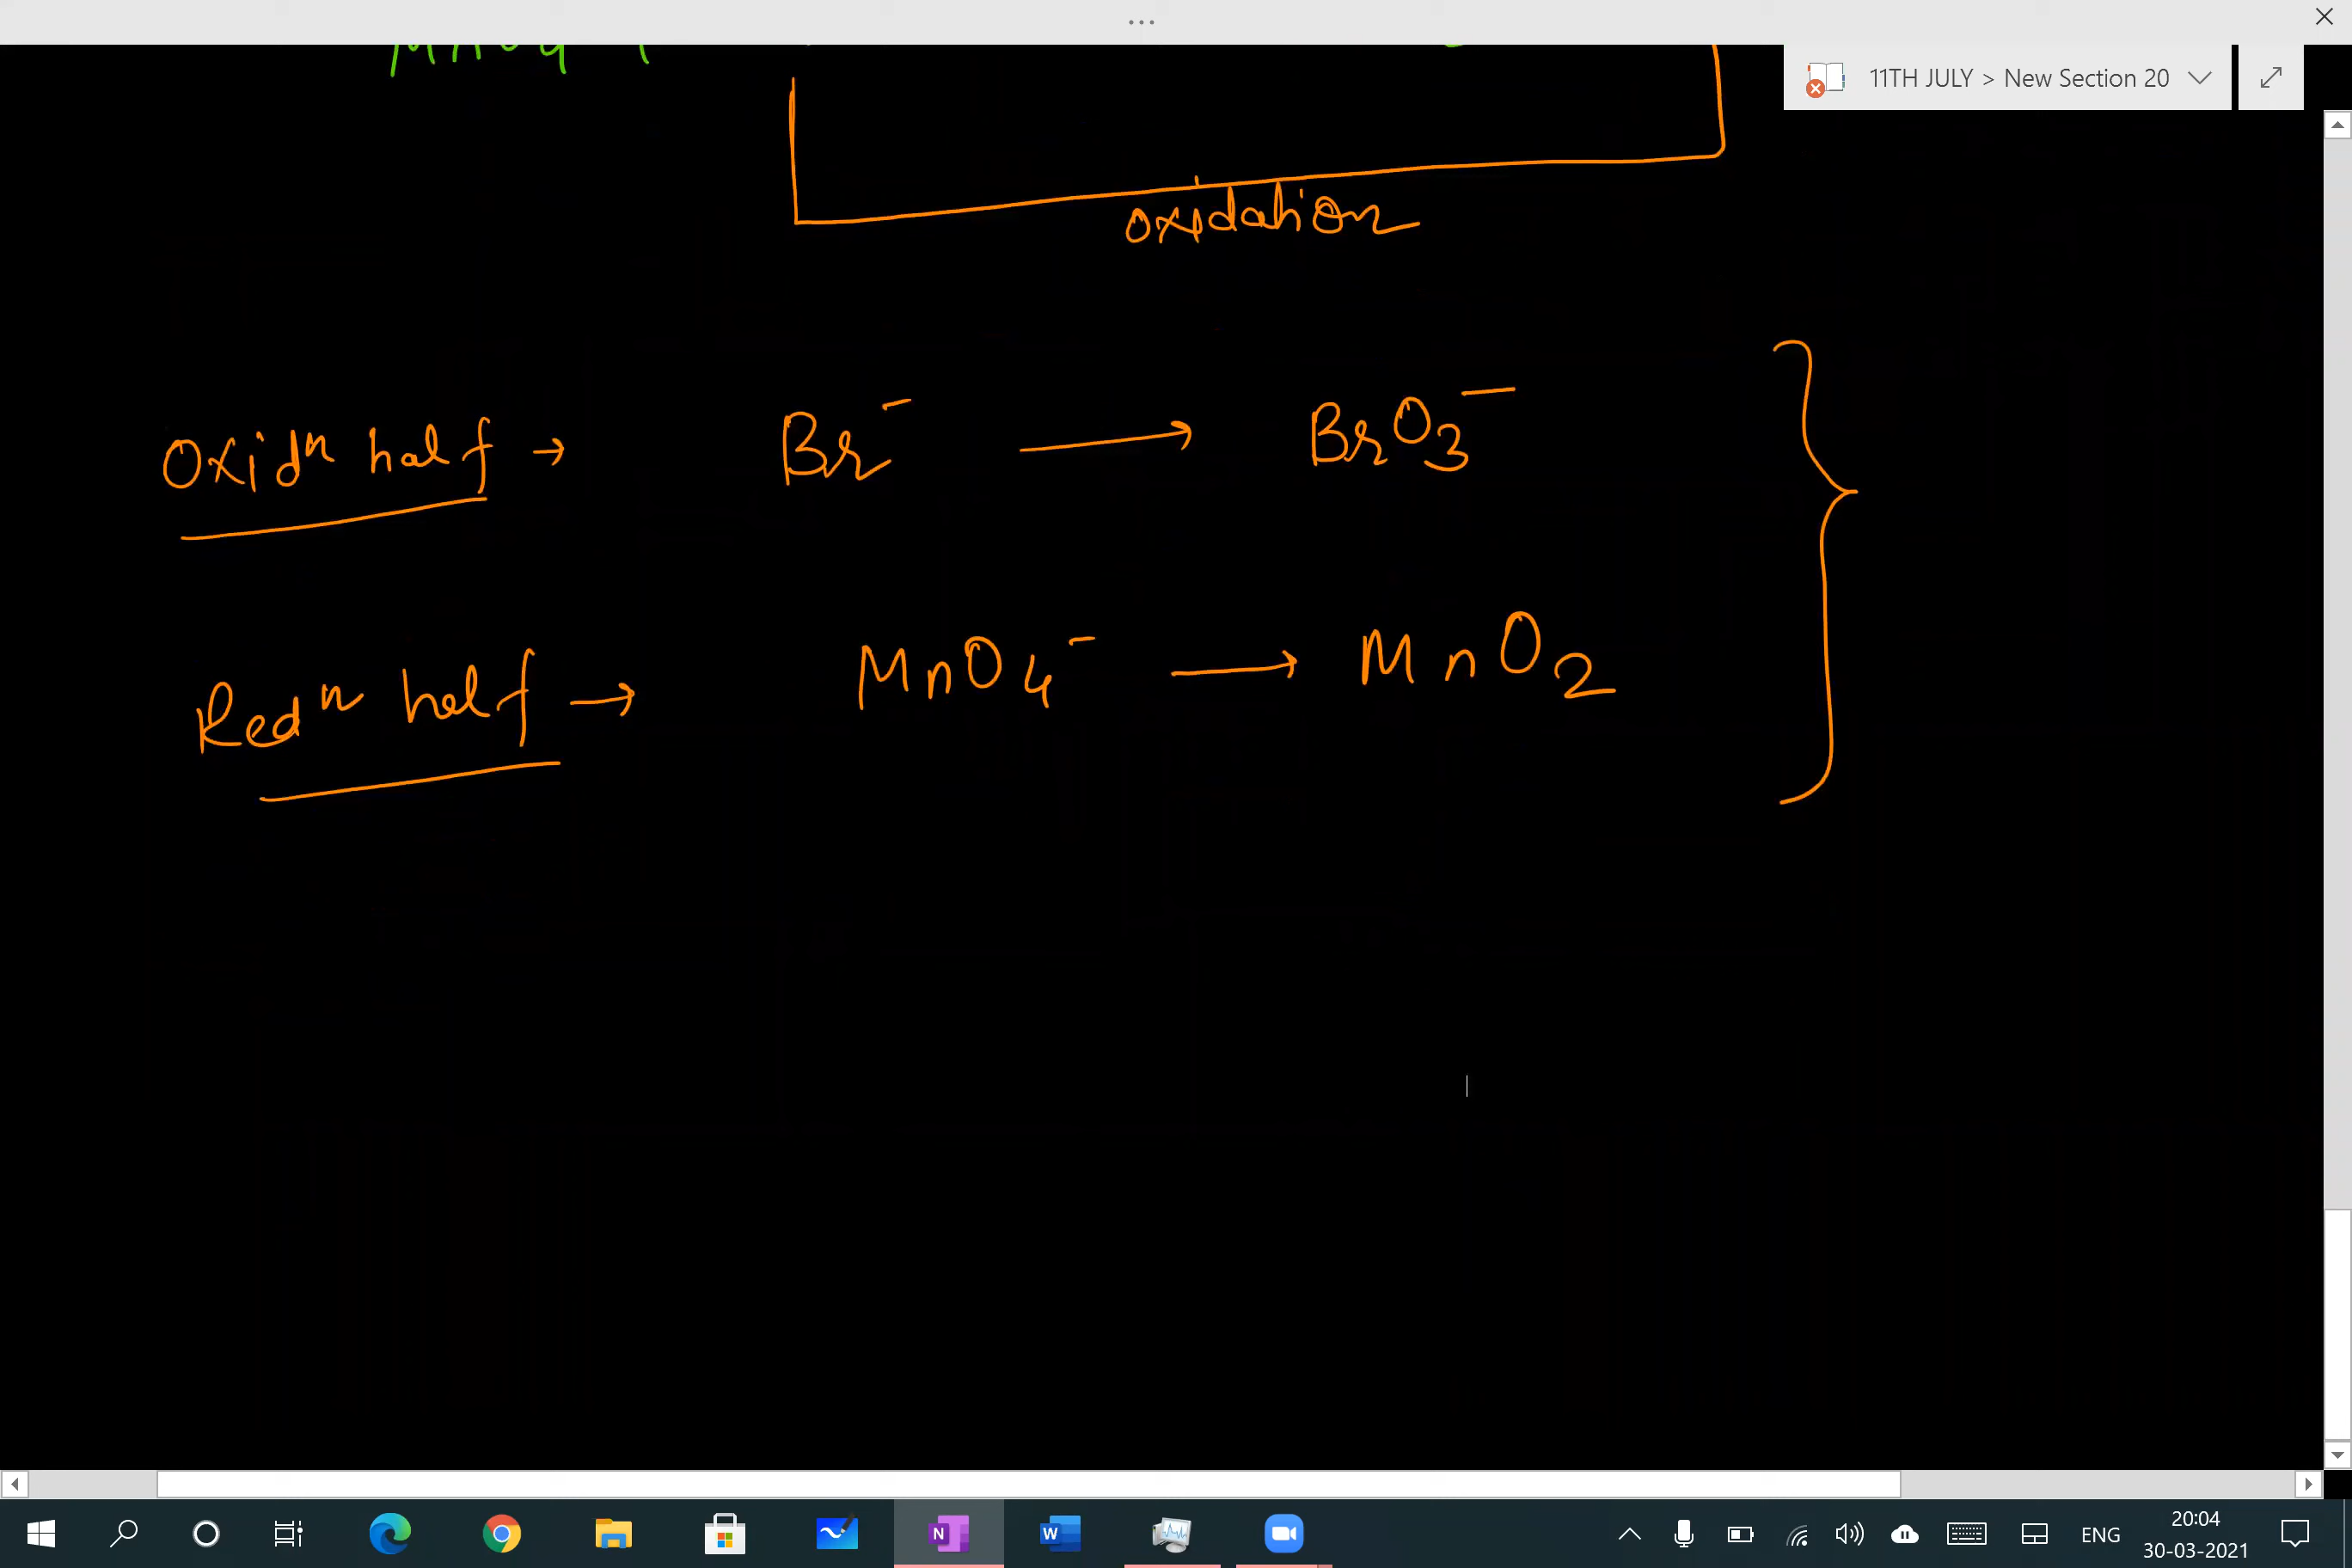 11TH JULY > New Section 20
oxidation
Oxidⁿ half → Br⁻ ⟶ BrO₃⁻
Redⁿ half → MnO₄⁻ ⟶ MnO₂
ENG
20:04
30-03-2021